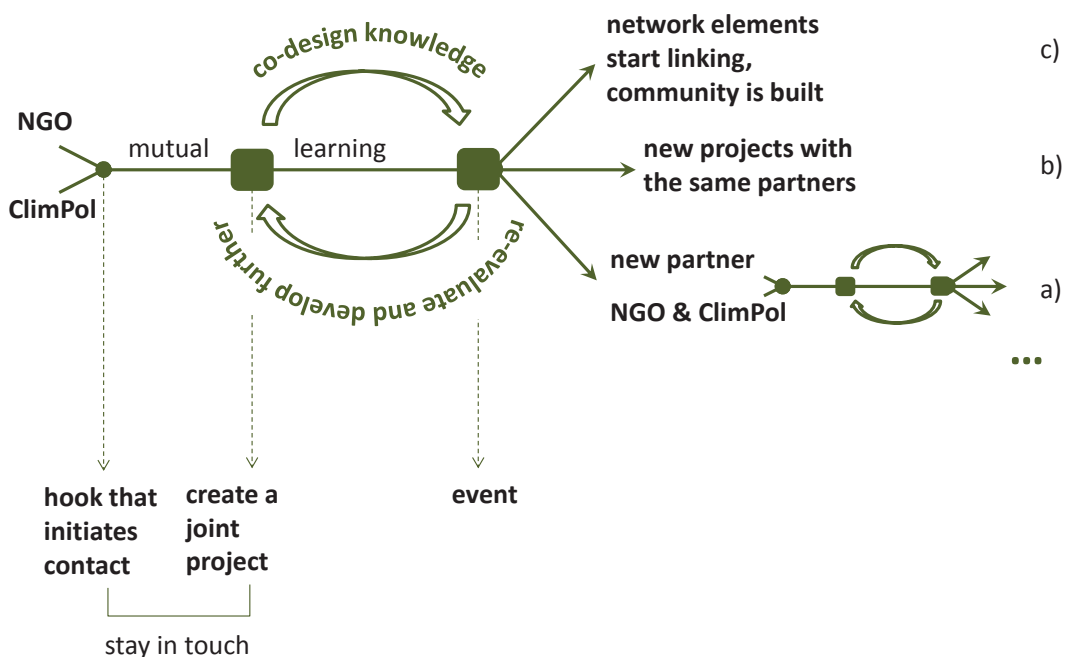 co-design knowledge
network elements
start linking,
community is built
c)
NGO
mutual
learning
new projects with
the same partners
b)
ClimPol
re-evaluate and develop further
new partner
NGO & ClimPol
a)
...
hook that
initiates
contact
create a
joint
project
event
stay in touch